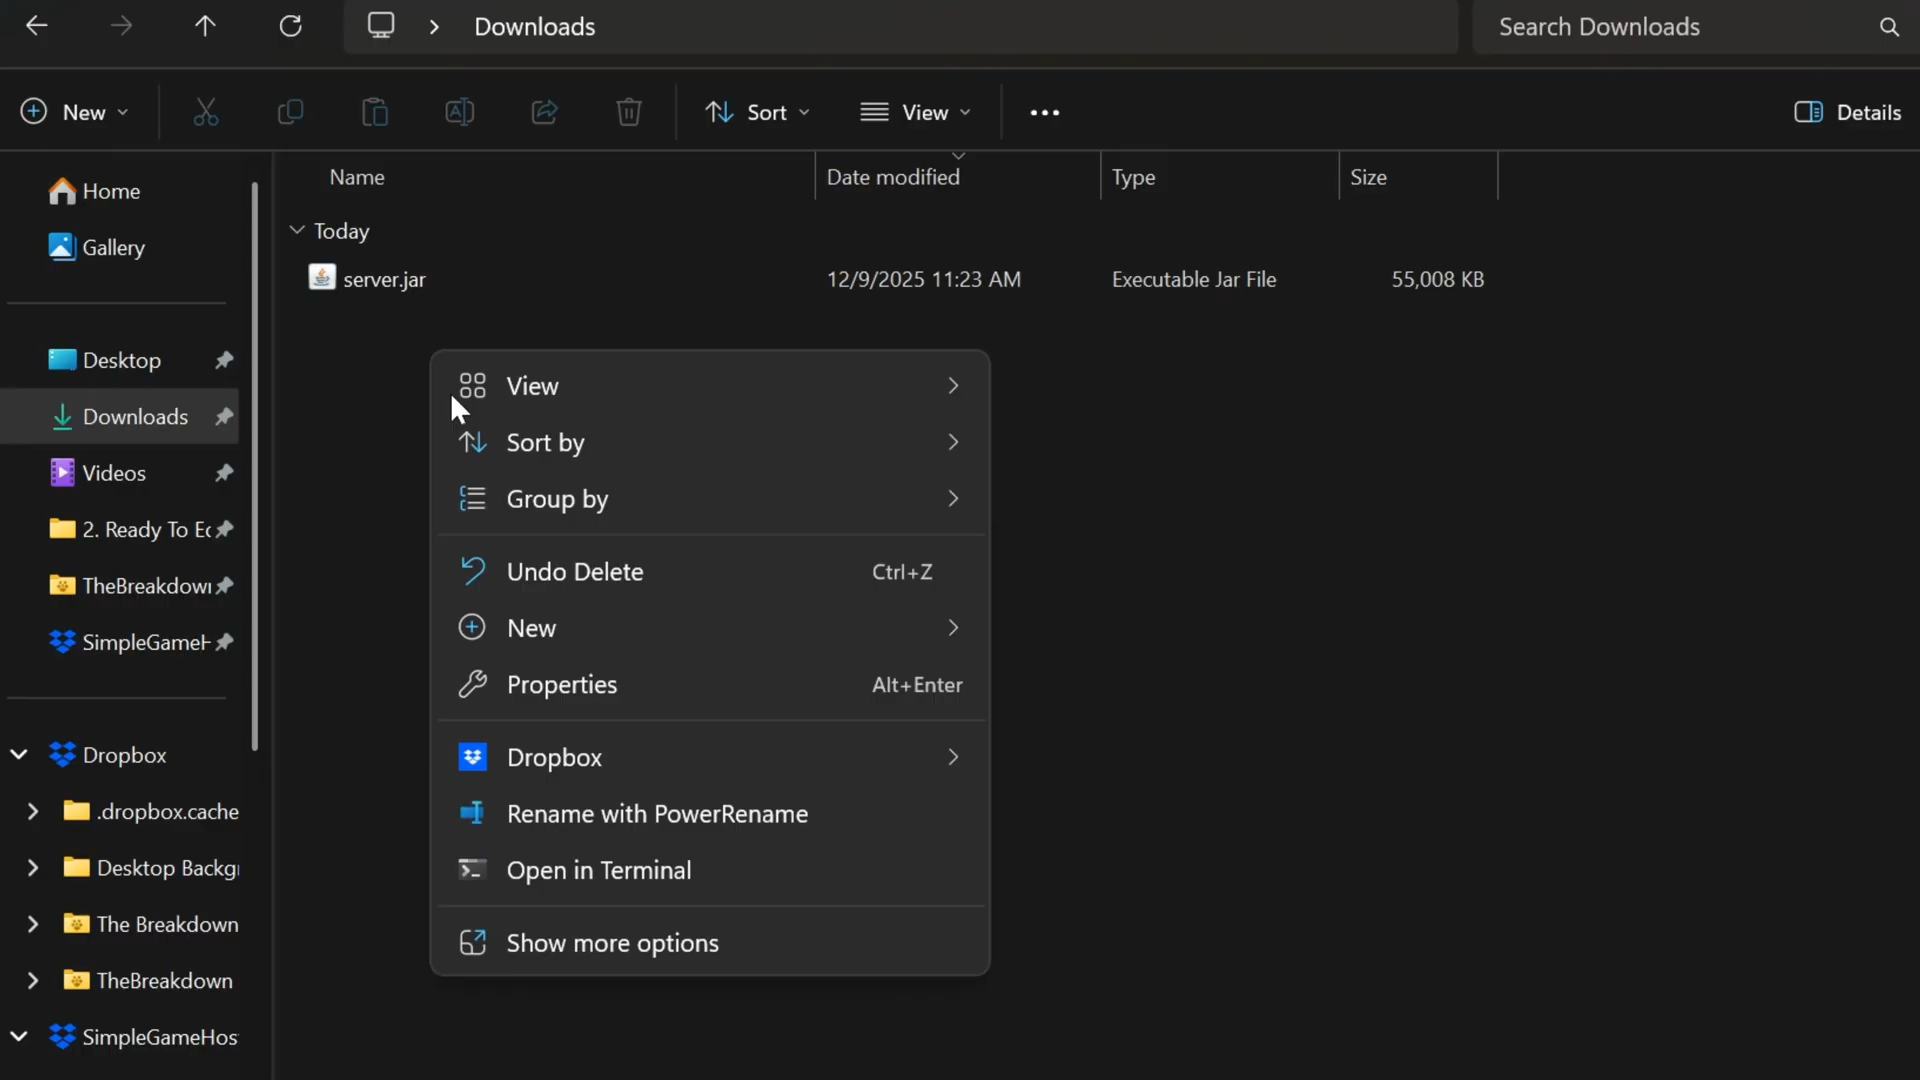 Downloads
Search Downloads
New
Sort
View
Details
Name
Date modified
Type
Size
Today
server.jar
12/9/2025 11:23 AM
Executable Jar File
55,008 KB
Home
Gallery
Desktop
Downloads
Videos
2. Ready To Ec
TheBreakdow
SimpleGameH
Dropbox
.dropbox.cache
Desktop Backg
The Breakdown
TheBreakdown
SimpleGameHos
View
Sort by
Group by
Undo Delete Ctrl+Z
New
Properties Alt+Enter
Dropbox
Rename with PowerRename
Open in Terminal
Show more options